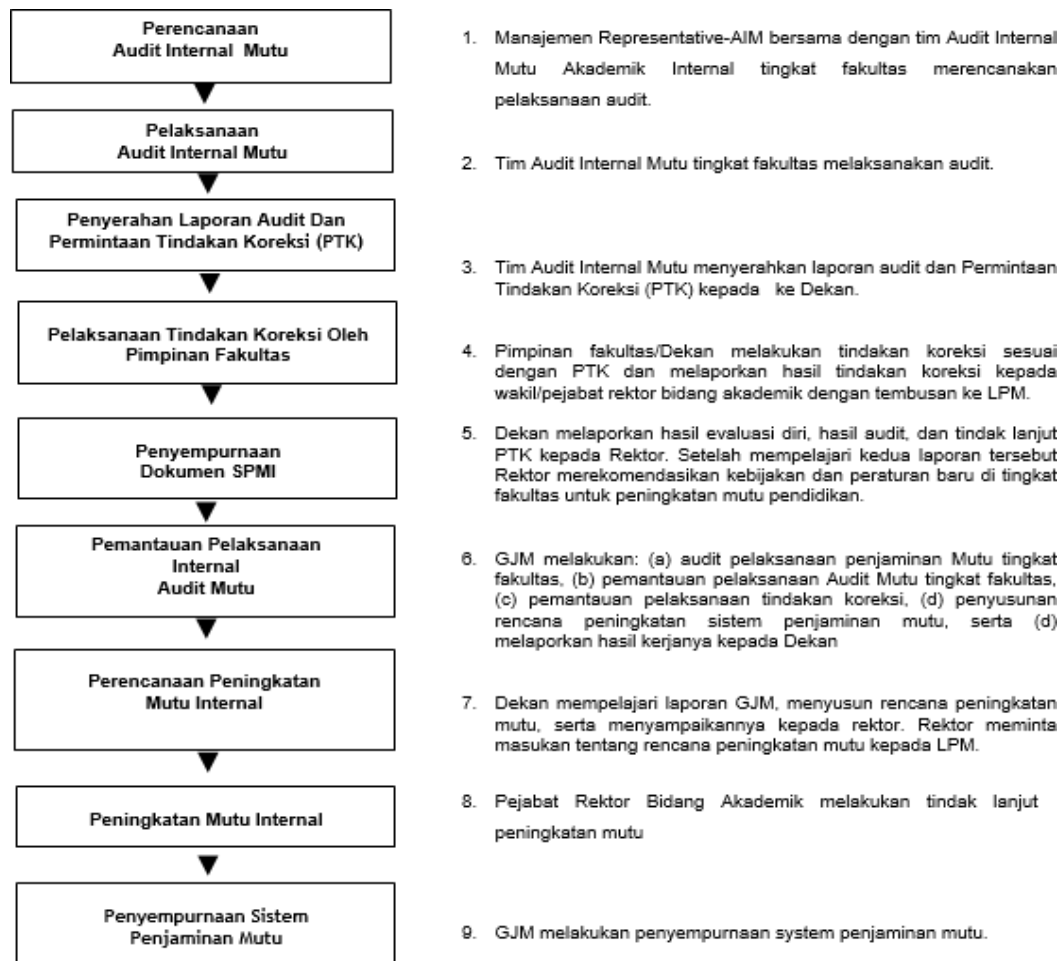 Perencanaan
Audit Internal Mutu
1. Manajemen Representative-AIM bersama dengan tim Audit Internal
Mutu Akademik Internal tingkat fakultas merencanakan
pelaksanaan audit.
Pelaksanaan
Audit Internal Mutu
2. Tim Audit Internal Mutu tingkat fakultas melaksanakan audit.
Penyerahan Laporan Audit Dan
Permintaan Tindakan Koreksi (PTK)
3. Tim Audit Internal Mutu menyerahkan laporan audit dan Permintaan
Tindakan Koreksi (PTK) kepada ke Dekan.
Pelaksanaan Tindakan Koreksi Oleh
Pimpinan Fakultas
4. Pimpinan fakultas/Dekan melakukan tindakan koreksi sesuai
dengan PTK dan melaporkan hasil tindakan koreksi kepada
wakil/pejabat rektor bidang akademik dengan tembusan ke LPM.
Penyempurnaan
Dokumen SPMI
5. Dekan melaporkan hasil evaluasi diri, hasil audit, dan tindak lanjut
PTK kepada Rektor. Setelah mempelajari kedua laporan tersebut
Rektor merekomendasikan kebijakan dan peraturan baru di tingkat
fakultas untuk peningkatan mutu pendidikan.
Pemantauan Pelaksanaan
Internal
Audit Mutu
6. GJM melakukan: (a) audit pelaksanaan penjaminan Mutu tingkat
fakultas, (b) pemantauan pelaksanaan Audit Mutu tingkat fakultas,
(c) pemantauan pelaksanaan tindakan koreksi, (d) penyusunan
rencana peningkatan sistem penjaminan mutu, serta (d)
melaporkan hasil kerjanya kepada Dekan
Perencanaan Peningkatan
Mutu Internal
7. Dekan mempelajari laporan GJM, menyusun rencana peningkatan
mutu, serta menyampaikannya kepada rektor. Rektor meminta
masukan tentang rencana peningkatan mutu kepada LPM.
Peningkatan Mutu Internal
8. Pejabat Rektor Bidang Akademik melakukan tindak lanjut
peningkatan mutu
Penyempurnaan Sistem
Penjaminan Mutu
9. GJM melakukan penyempurnaan system penjaminan mutu.